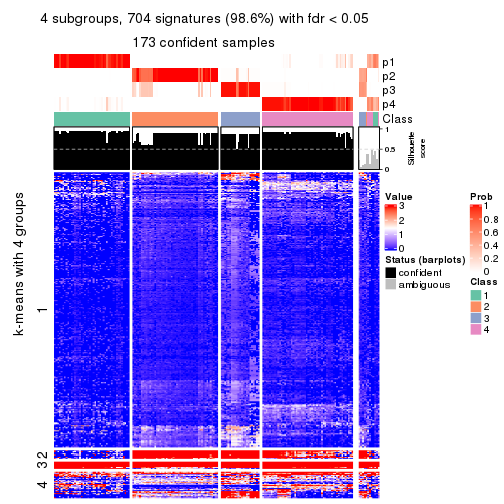 4 subgroups, 704 signatures (98.6%) with fdr < 0.05
173 confident samples
p1
p2
p3
p4
Class
1
0.5
0
Silhouette
score
k-means with 4 groups
1
2
3
4
Value
3
2
1
0
Status (barplots)
confident
ambiguous
Prob
1
0.8
0.6
0.4
0.2
0
Class
1
2
3
4